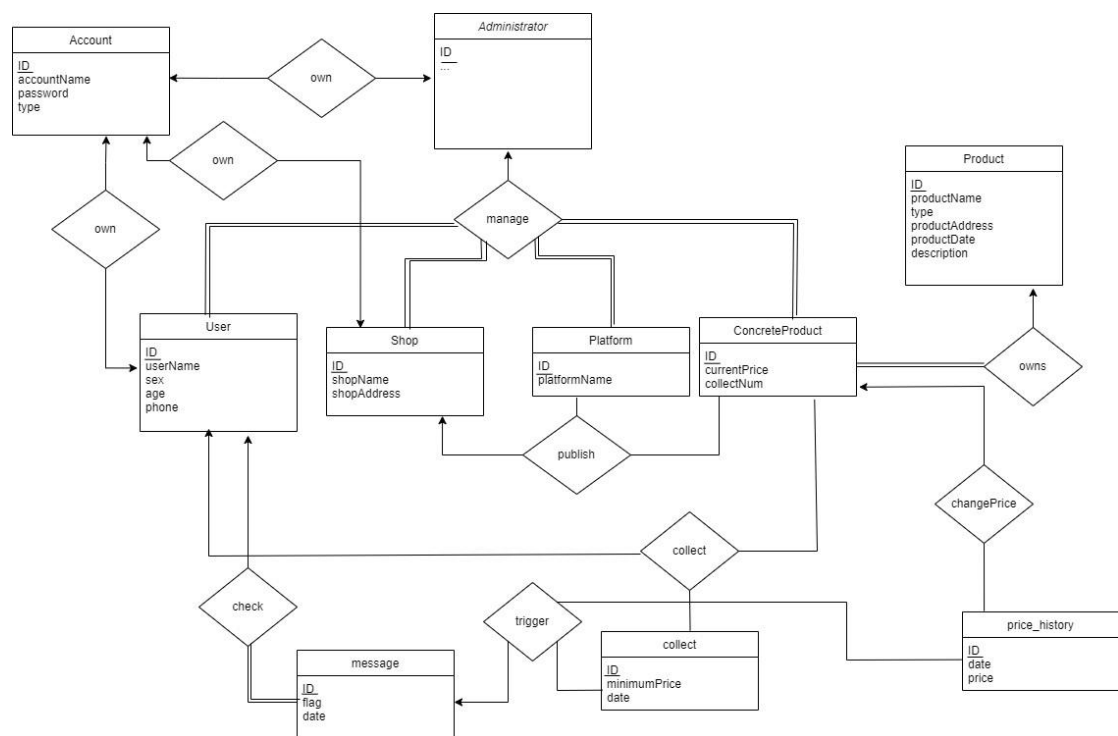 Account
ID
accountName
password
type
own
Administrator
ID
...
own
own
manage
Product
ID
productName
type
productAddress
productDate
description
User
ID
userName
sex
age
phone
Shop
ID
shopName
shopAddress
Platform
ID
platformName
ConcreteProduct
ID
currentPrice
collectNum
owns
publish
changePrice
collect
check
trigger
message
ID
flag
date
collect
ID
minimumPrice
date
price_history
ID
date
price